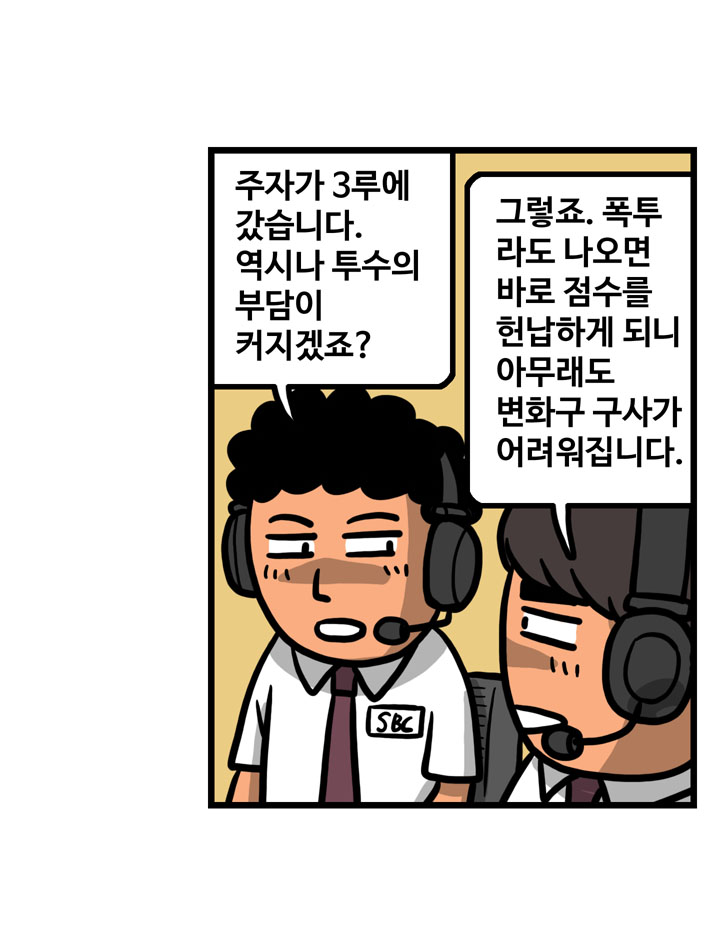 주자가 3루에
갔습니다.
역시나 투수의
부담이
커지겠죠?
그렇죠. 폭투
라도 나오면
바로 점수를
헌납하게 되니
아무래도
변화구 구사가
어려워집니다.
SBC